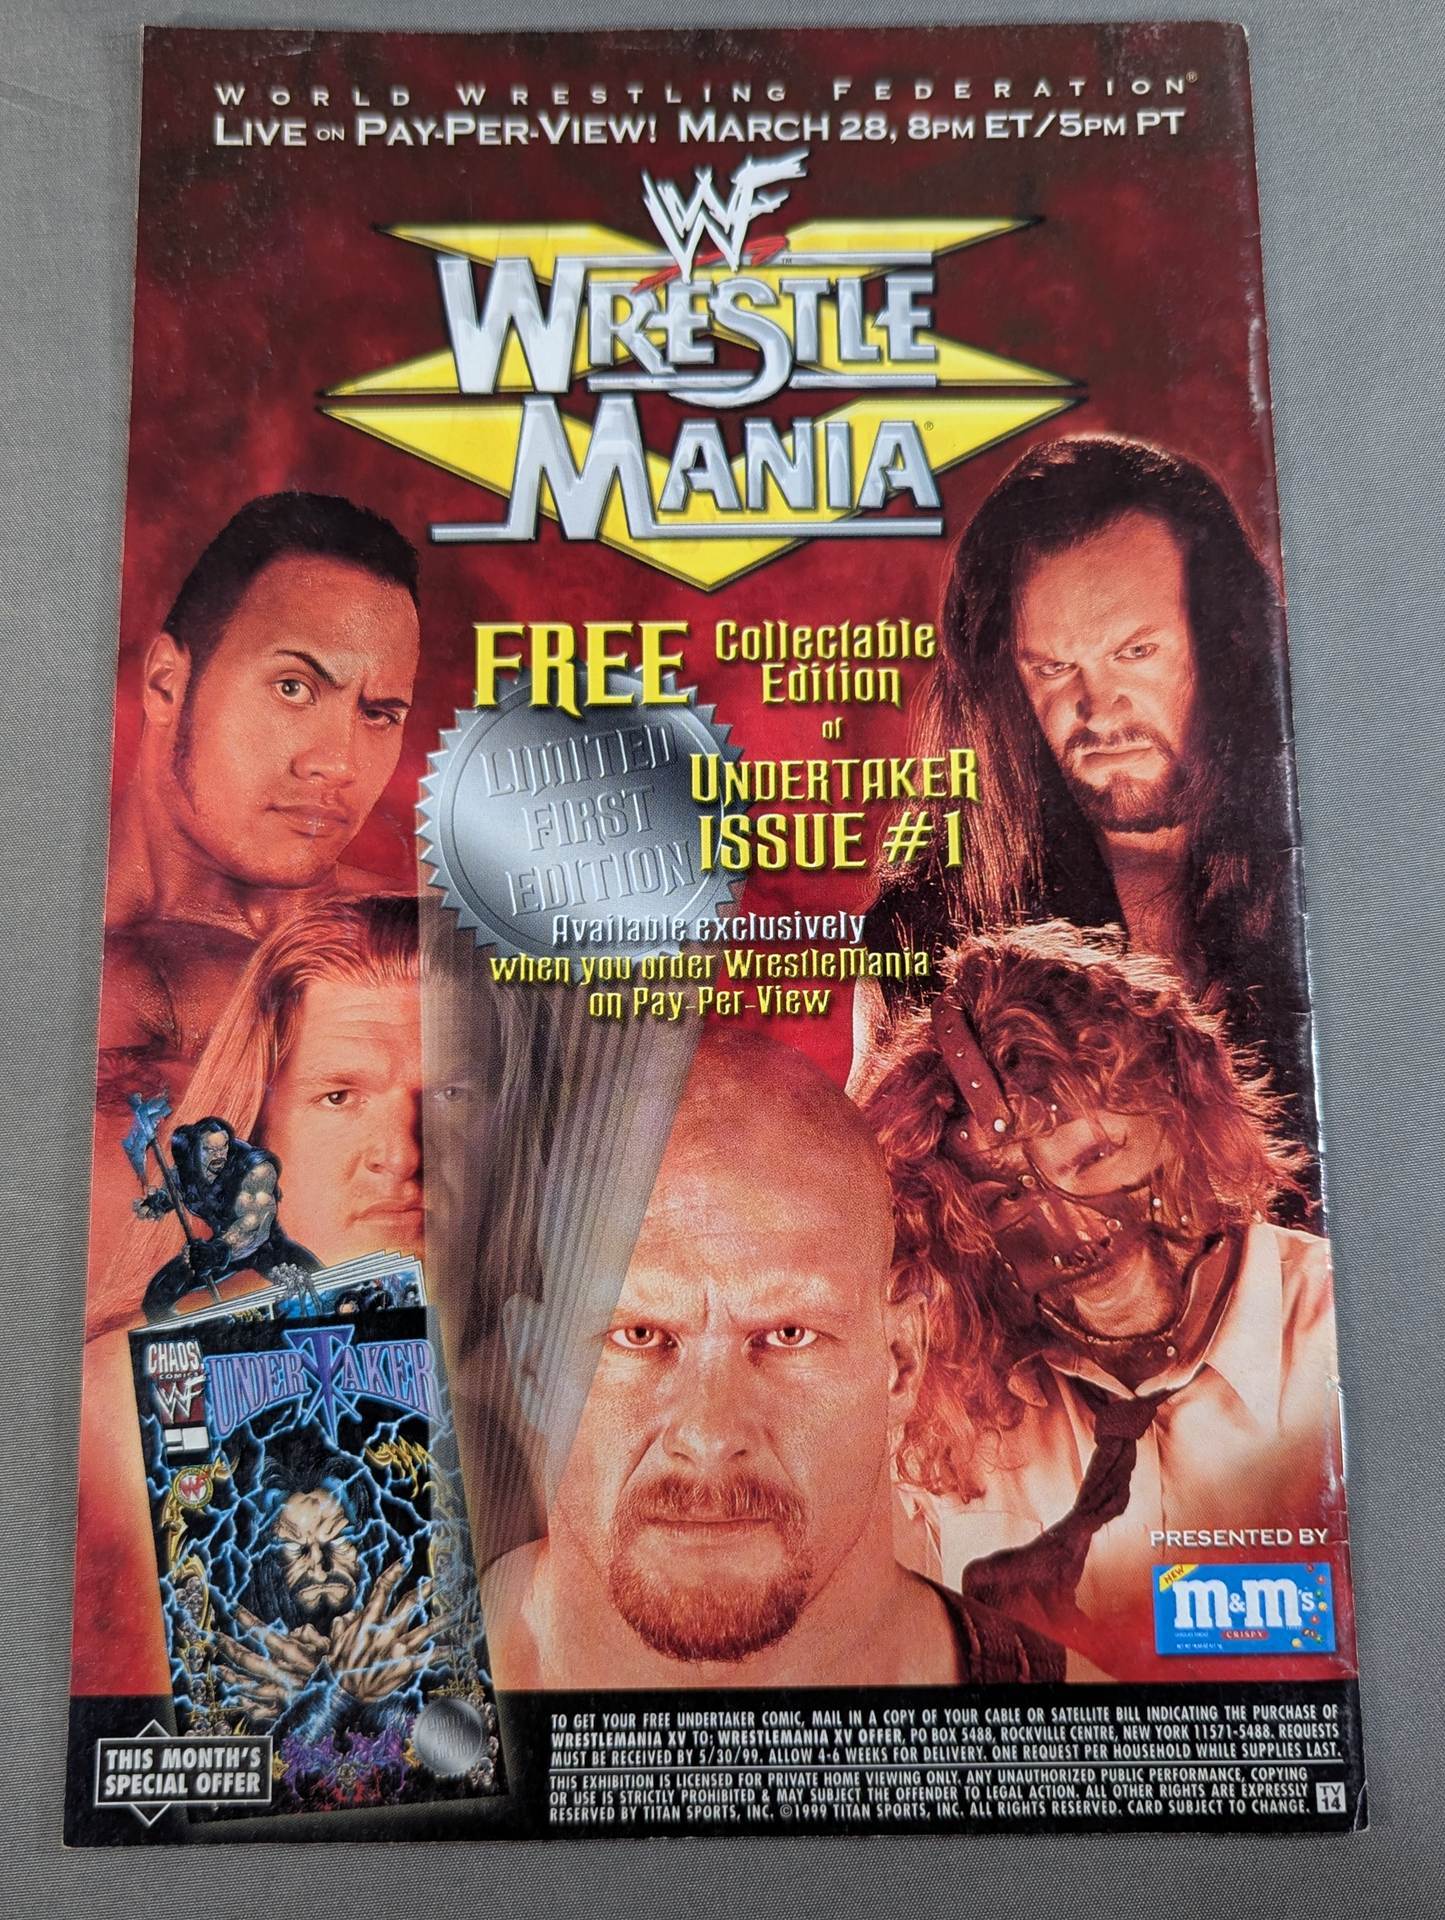 WORLD WRESTLING FEDERATION®
LIVE ON PAY-PER-VIEW! MARCH 28, 8PM ET/5PM PT
WF
WRESTLE™
MANIA®
FREE Collectable
Edition
of
UNDERTAKER
ISSUE #1
LIMITED
FIRST
EDITION
Available exclusively
when you order WrestleMania
on Pay-Per-View
CHAOS!
COMICS
WF
UNDERTAKER
PRESENTED BY
NEW
m&m's
CRISPY
THIS MONTH'S
SPECIAL OFFER
TO GET YOUR FREE UNDERTAKER COMIC, MAIL IN A COPY OF YOUR CABLE OR SATELLITE BILL INDICATING THE PURCHASE OF
WRESTLEMANIA XV TO: WRESTLEMANIA XV OFFER, PO BOX 5488, ROCKVILLE CENTRE, NEW YORK 11571-5488. REQUESTS
MUST BE RECEIVED BY 5/30/99. ALLOW 4-6 WEEKS FOR DELIVERY. ONE REQUEST PER HOUSEHOLD WHILE SUPPLIES LAST.
THIS EXHIBITION IS LICENSED FOR PRIVATE HOME VIEWING ONLY. ANY UNAUTHORIZED PUBLIC PERFORMANCE, COPYING
OR USE IS STRICTLY PROHIBITED & MAY SUBJECT THE OFFENDER TO LEGAL ACTION. ALL OTHER RIGHTS ARE EXPRESSLY
RESERVED BY TITAN SPORTS, INC. ©1999 TITAN SPORTS, INC. ALL RIGHTS RESERVED. CARD SUBJECT TO CHANGE.
TV
14